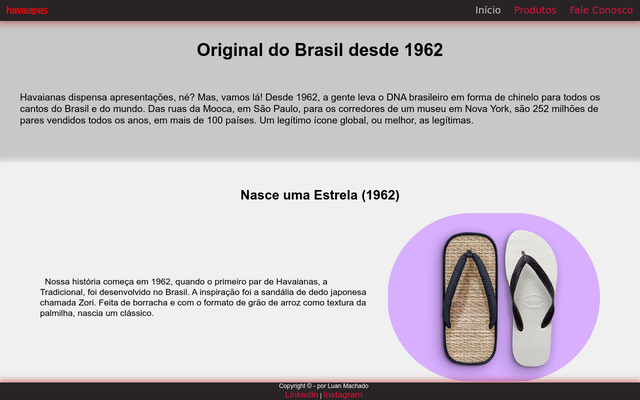 havaianas
Início Produtos Fale Conosco
Original do Brasil desde 1962
Havaianas dispensa apresentações, né? Mas, vamos lá! Desde 1962, a gente leva o DNA brasileiro em forma de chinelo para todos os
cantos do Brasil e do mundo. Das ruas da Mooca, em São Paulo, para os corredores de um museu em Nova York, são 252 milhões de
pares vendidos todos os anos, em mais de 100 países. Um legítimo ícone global, ou melhor, as legítimas.
Nasce uma Estrela (1962)
Nossa história começa em 1962, quando o primeiro par de Havaianas, a
Tradicional, foi desenvolvido no Brasil. A inspiração foi a sandália de dedo japonesa
chamada Zori. Feita de borracha e com o formato de grão de arroz como textura da
palmilha, nascia um clássico.
Copyright © - por Luan Machado
LinkedIn | Instagram